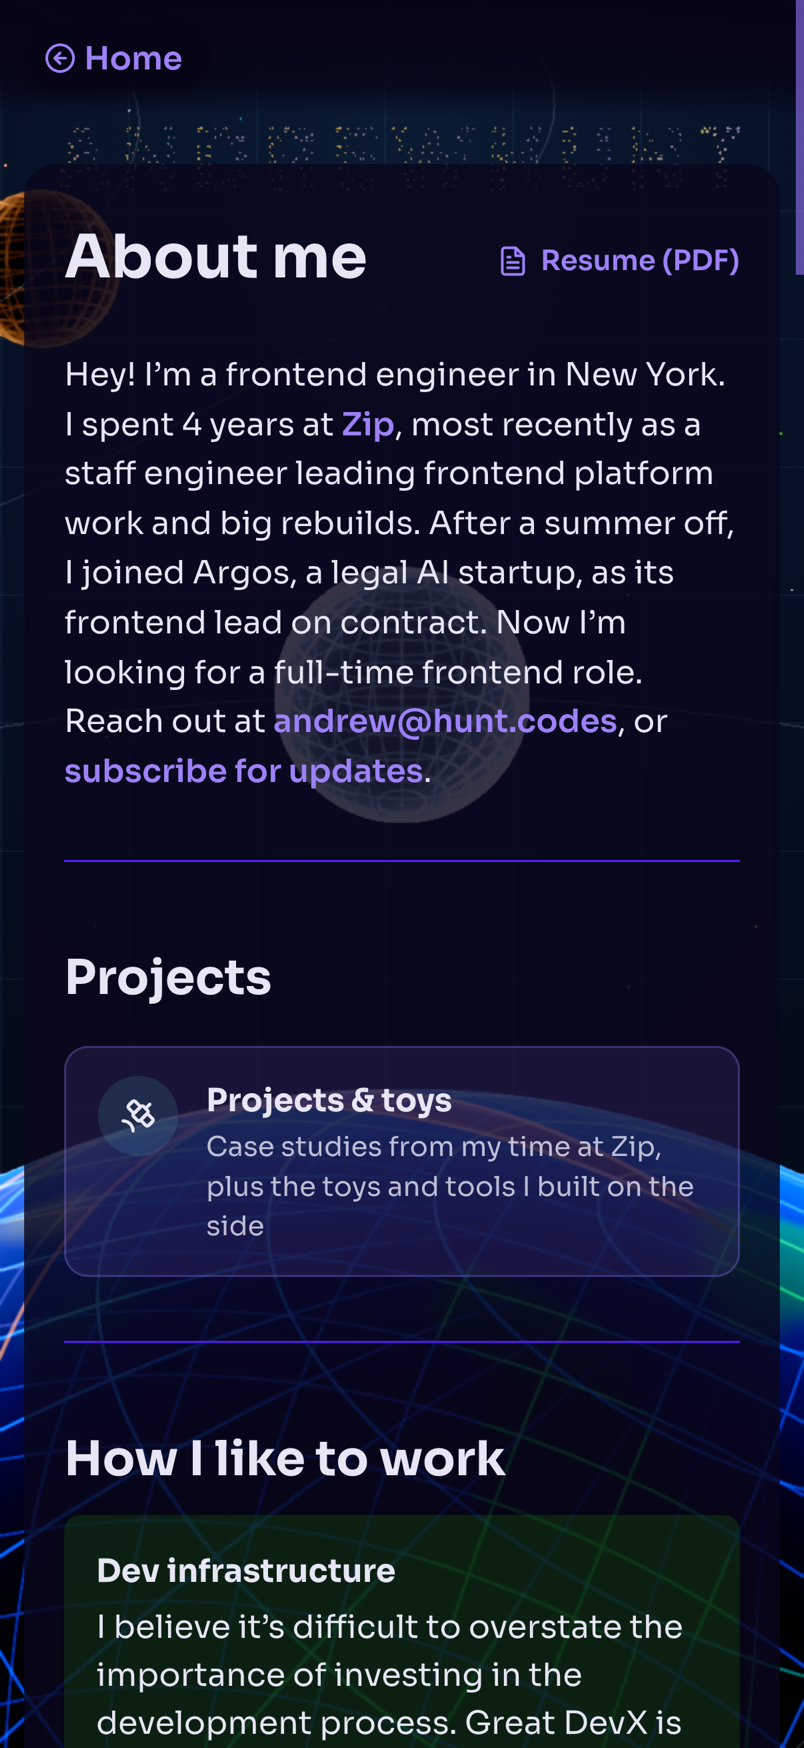 Home
ANDREW HUNT
About me
Resume (PDF)
Hey! I’m a frontend engineer in New York.
I spent 4 years at Zip, most recently as a
staff engineer leading frontend platform
work and big rebuilds. After a summer off,
I joined Argos, a legal AI startup, as its
frontend lead on contract. Now I’m
looking for a full-time frontend role.
Reach out at andrew@hunt.codes, or
subscribe for updates.
Projects
Projects & toys
Case studies from my time at Zip,
plus the toys and tools I built on the
side
How I like to work
Dev infrastructure
I believe it’s difficult to overstate the
importance of investing in the
development process. Great DevX is